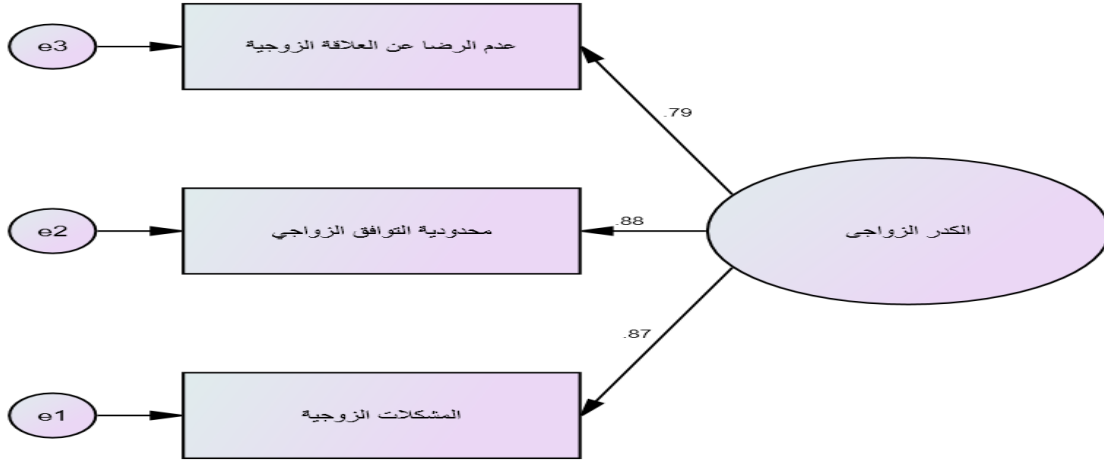 e3
عدم الرضا عن العلاقة الزوجية
.79
e2
محدودية التوافق الزواجي
.88
الكدر الزواجى
.87
e1
المشكلات الزوجية